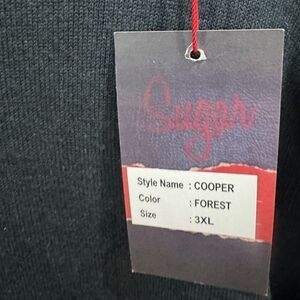 Sugar
Style Name : COOPER
Color : FOREST
Size : 3XL